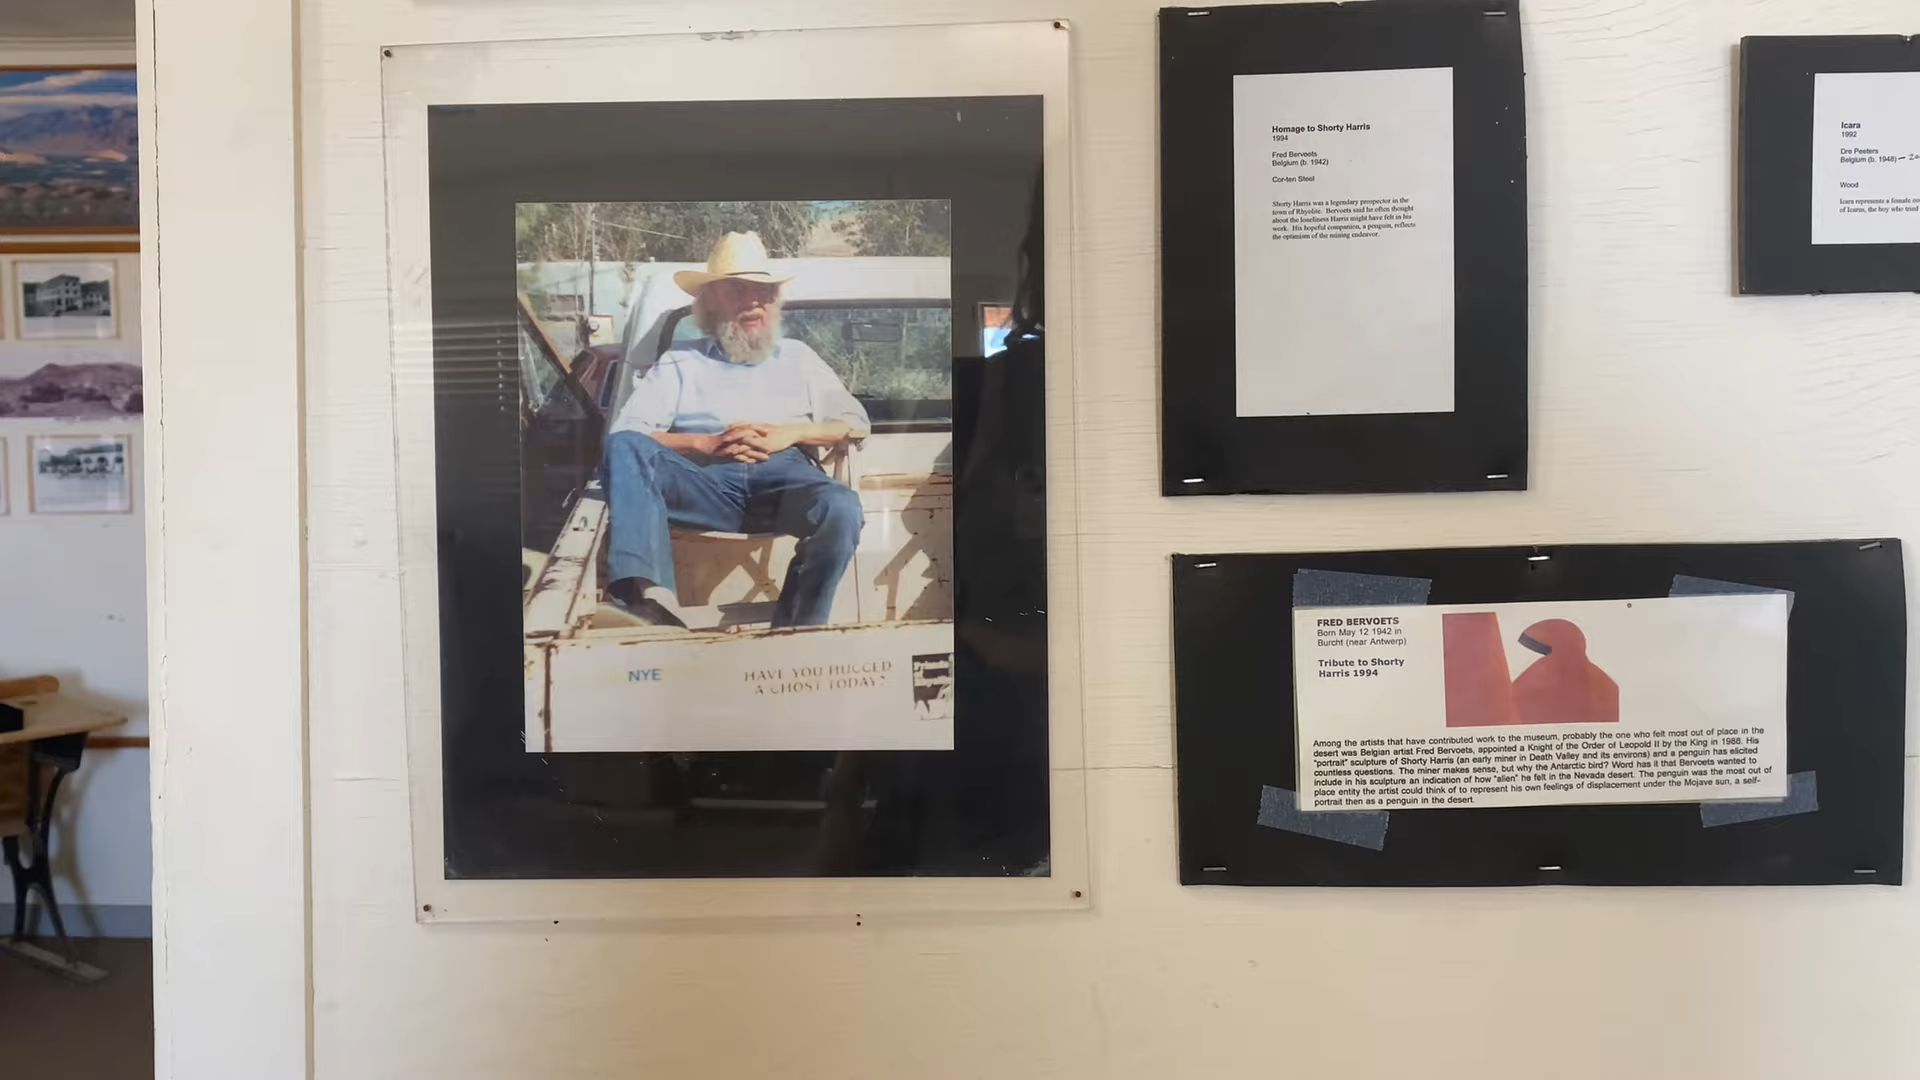 NYE
HAVE YOU HUGGED
A GHOST TODAY?
Friends
Homage to Shorty Harris
1994
Fred Bervoets
Belgium (b. 1942)
Cor-ten Steel
Shorty Harris was a legendary prospector in the
town of Rhyolite. Bervoets said he often thought
about the loneliness Harris might have felt in his
work. His hopeful companion, a penguin, reflects
the optimism of the mining endeavor.
Icara
1992
Dre Peeters
Belgium (b. 1948)
Wood
Icara represents a female
of Icarus, the boy who tried
FRED BERVOETS
Born May 12 1942 in
Burcht (near Antwerp)
Tribute to Shorty
Harris 1994
Among the artists that have contributed work to the museum, probably the one who felt most out of place in the
desert was Belgian artist Fred Bervoets, appointed a Knight of the Order of Leopold II by the King in 1988. His
"portrait" sculpture of Shorty Harris (an early miner in Death Valley and its environs) and a penguin has elicited
countless questions. The miner makes sense, but why the Antarctic bird? Word has it that Bervoets wanted to
include in his sculpture an indication of how "alien" he felt in the Nevada desert. The penguin was the most out of
place entity the artist could think of to represent his own feelings of displacement under the Mojave sun, a self-
portrait then as a penguin in the desert.